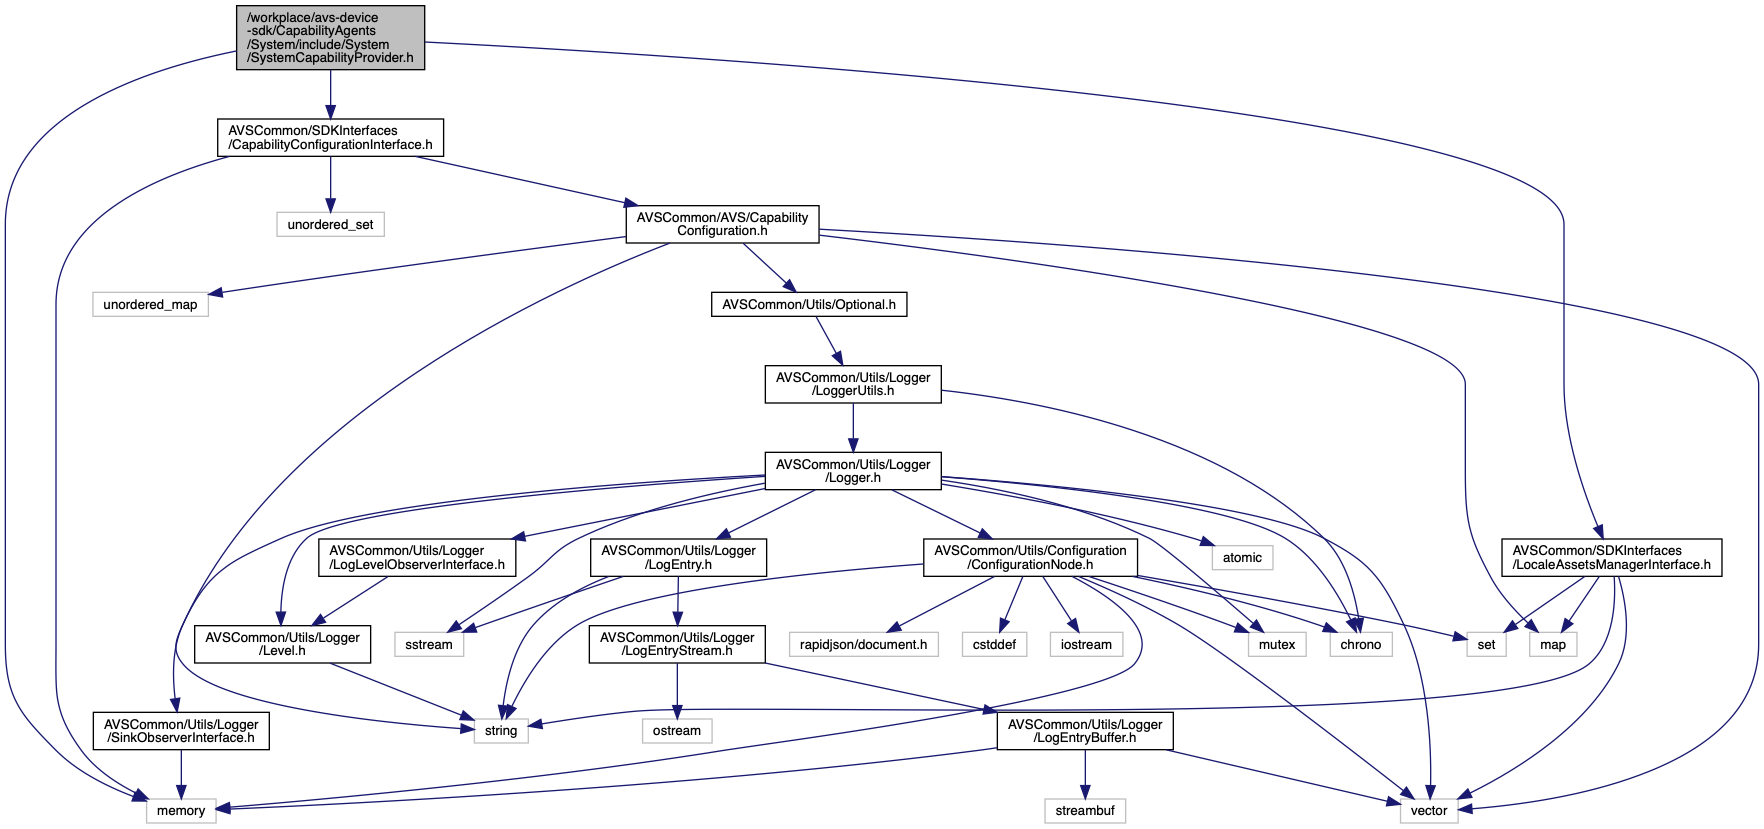 /workplace/avs-device
-sdk/CapabilityAgents
/System/include/System
/SystemCapabilityProvider.h
AVSCommon/SDKInterfaces
/CapabilityConfigurationInterface.h
unordered_set
AVSCommon/AVS/Capability
Configuration.h
unordered_map
AVSCommon/Utils/Optional.h
AVSCommon/Utils/Logger
/LoggerUtils.h
AVSCommon/Utils/Logger
/Logger.h
AVSCommon/Utils/Logger
/LogLevelObserverInterface.h
AVSCommon/Utils/Logger
/LogEntry.h
AVSCommon/Utils/Configuration
/ConfigurationNode.h
atomic
AVSCommon/SDKInterfaces
/LocaleAssetsManagerInterface.h
AVSCommon/Utils/Logger
/Level.h
sstream
AVSCommon/Utils/Logger
/LogEntryStream.h
rapidjson/document.h
cstddef
iostream
mutex
chrono
set
map
AVSCommon/Utils/Logger
/SinkObserverInterface.h
string
ostream
AVSCommon/Utils/Logger
/LogEntryBuffer.h
memory
streambuf
vector